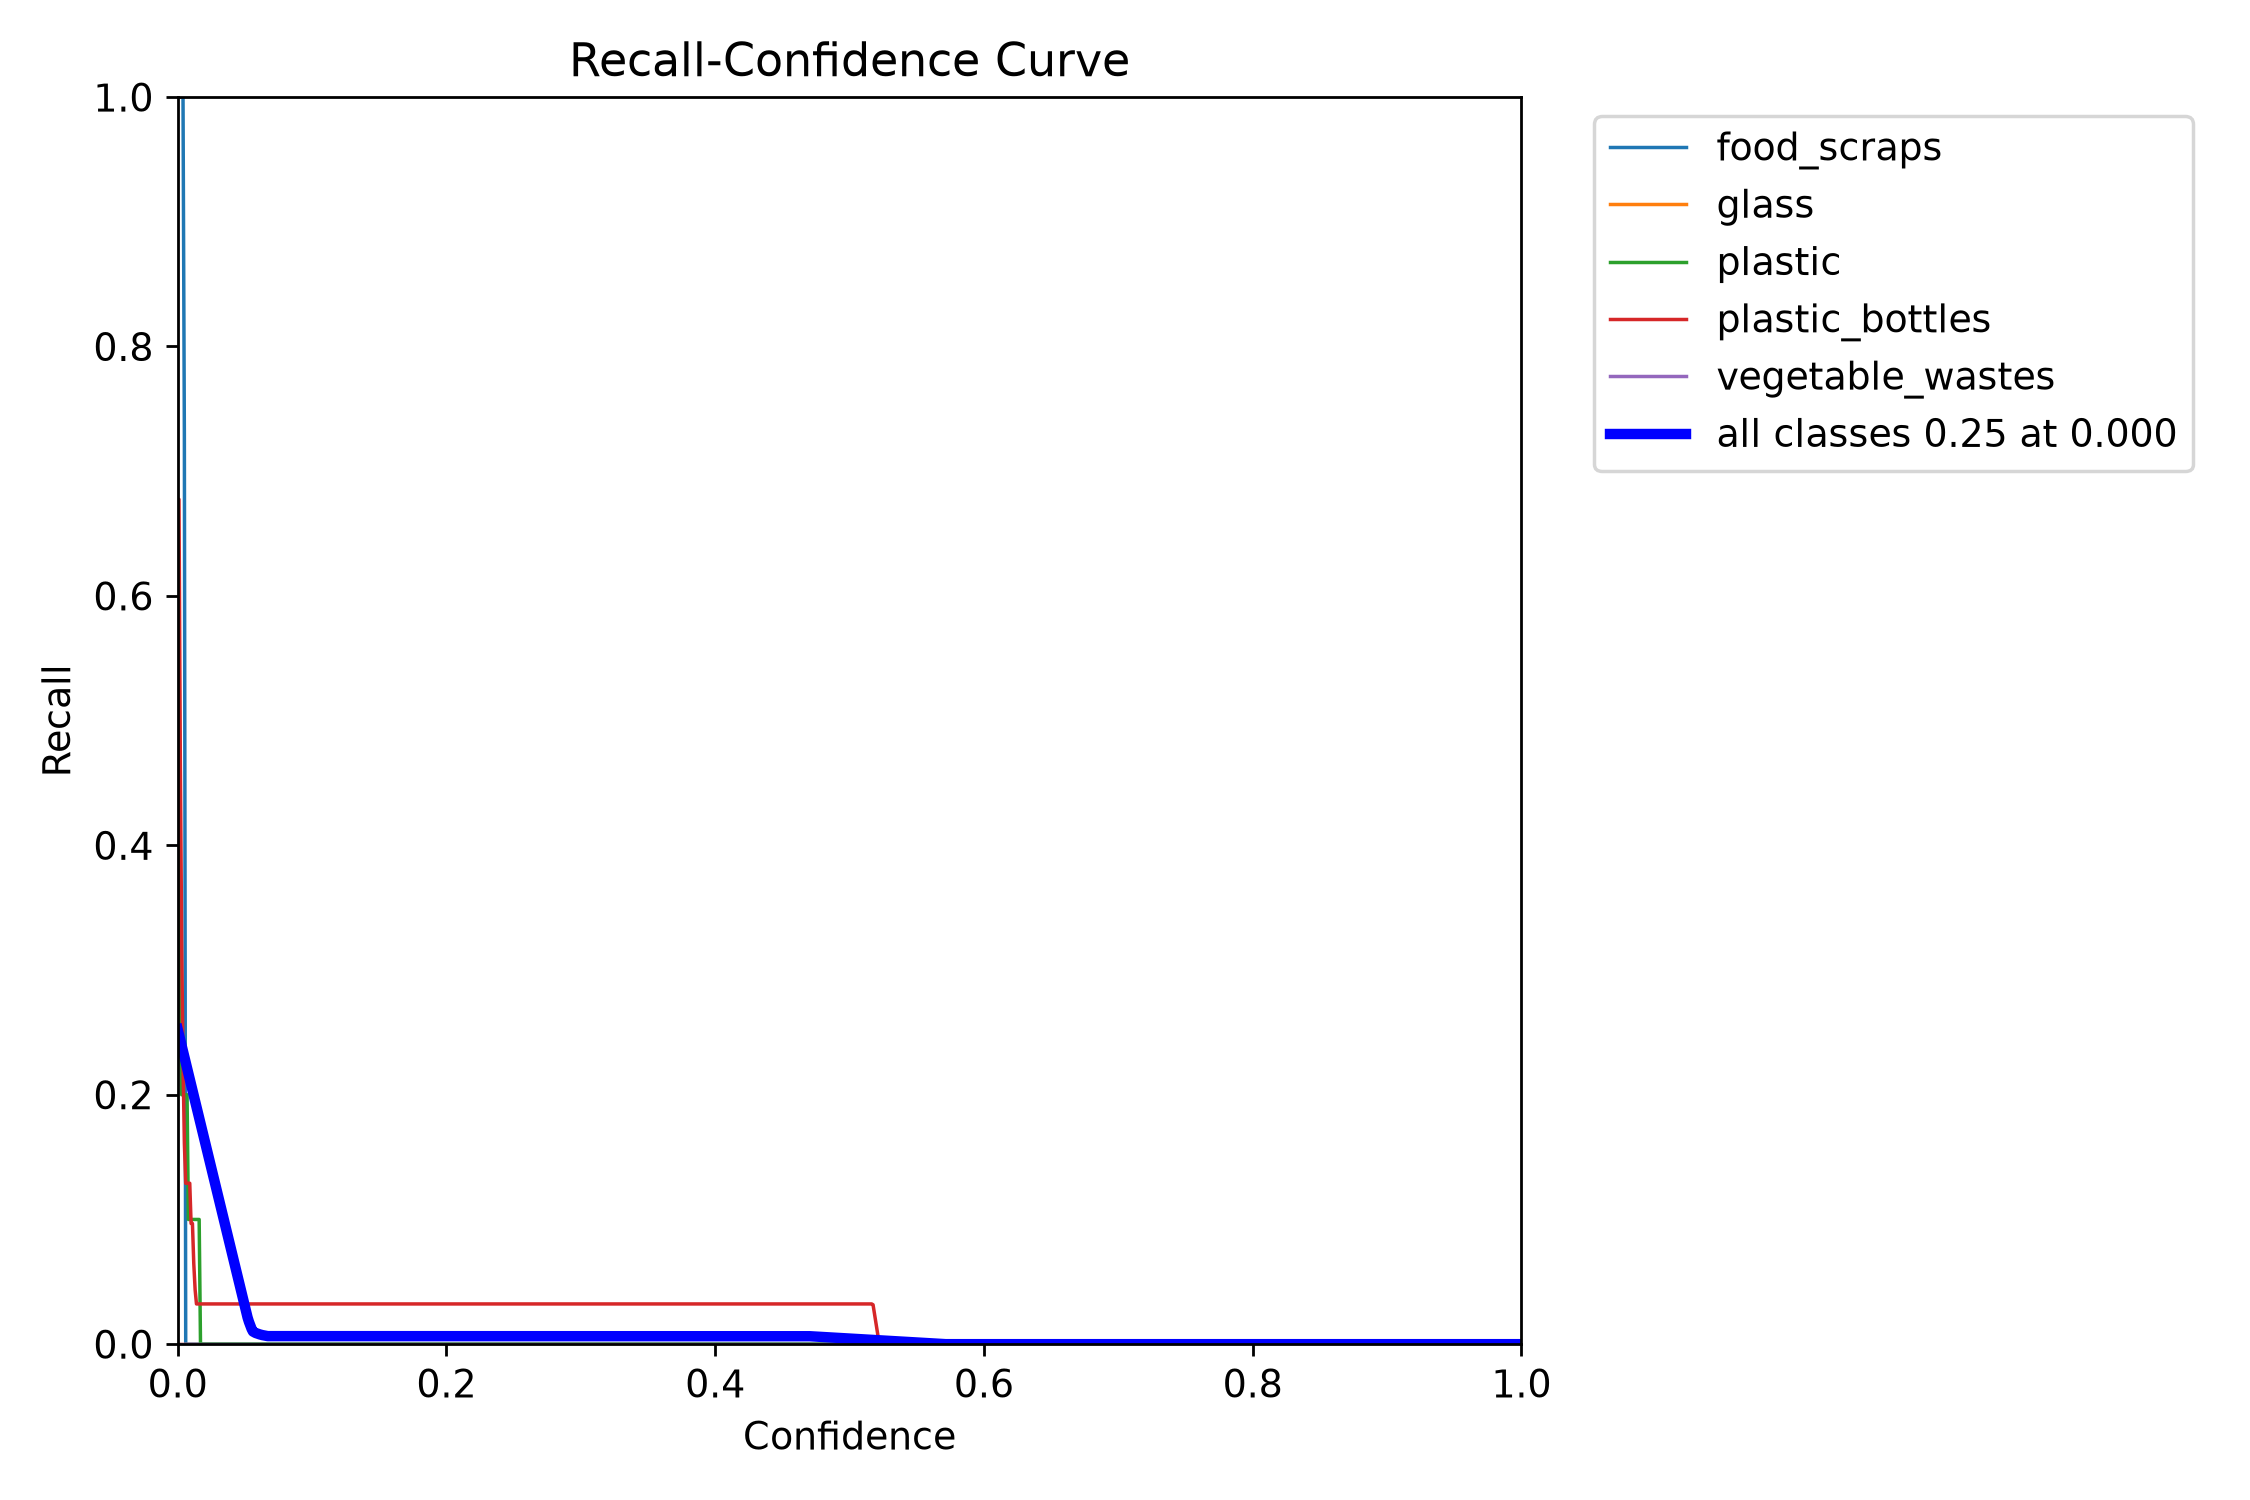 Recall-Confidence Curve
1.0
0.8
0.6
0.4
0.2
0.0
Recall
0.0 0.2 0.4 0.6 0.8 1.0
Confidence
food_scraps
glass
plastic
plastic_bottles
vegetable_wastes
all classes 0.25 at 0.000